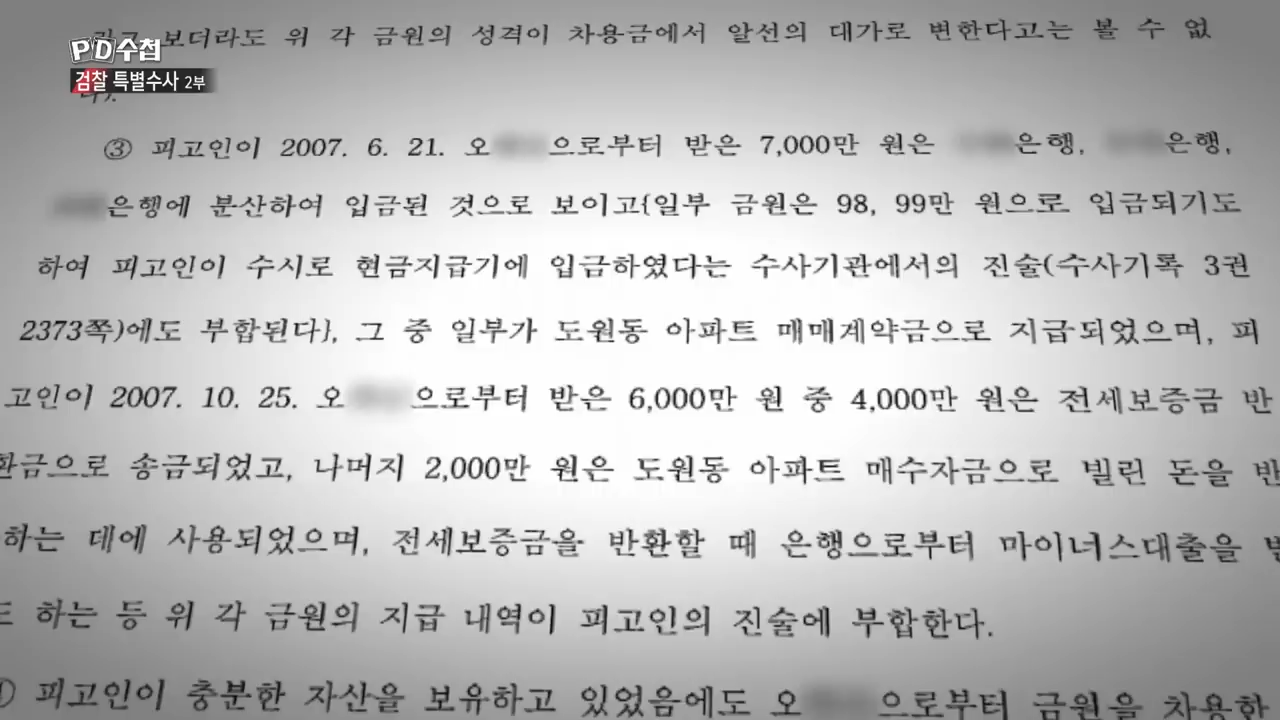 PD수첩
검찰 특별수사 2부
보더라도 위 각 금원의 성격이 차용금에서 알선의 대가로 변한다고는 볼 수 없
다).
③ 피고인이 2007. 6. 21. 오 으로부터 받은 7,000만 원은 은행, 은행,
은행에 분산하여 입금된 것으로 보이고{일부 금원은 98, 99만 원으로 입금되기도
하여 피고인이 수시로 현금지급기에 입금하였다는 수사기관에서의 진술(수사기록 3권
2373쪽)에도 부합된다}, 그 중 일부가 도원동 아파트 매매계약금으로 지급되었으며, 피
고인이 2007. 10. 25. 오 으로부터 받은 6,000만 원 중 4,000만 원은 전세보증금 반
환금으로 송금되었고, 나머지 2,000만 원은 도원동 아파트 매수자금으로 빌린 돈을 반
하는 데에 사용되었으며, 전세보증금을 반환할 때 은행으로부터 마이너스대출을
도 하는 등 위 각 금원의 지급 내역이 피고인의 진술에 부합한다.
피고인이 충분한 자산을 보유하고 있었음에도 오 으로부터 금원을 차용한